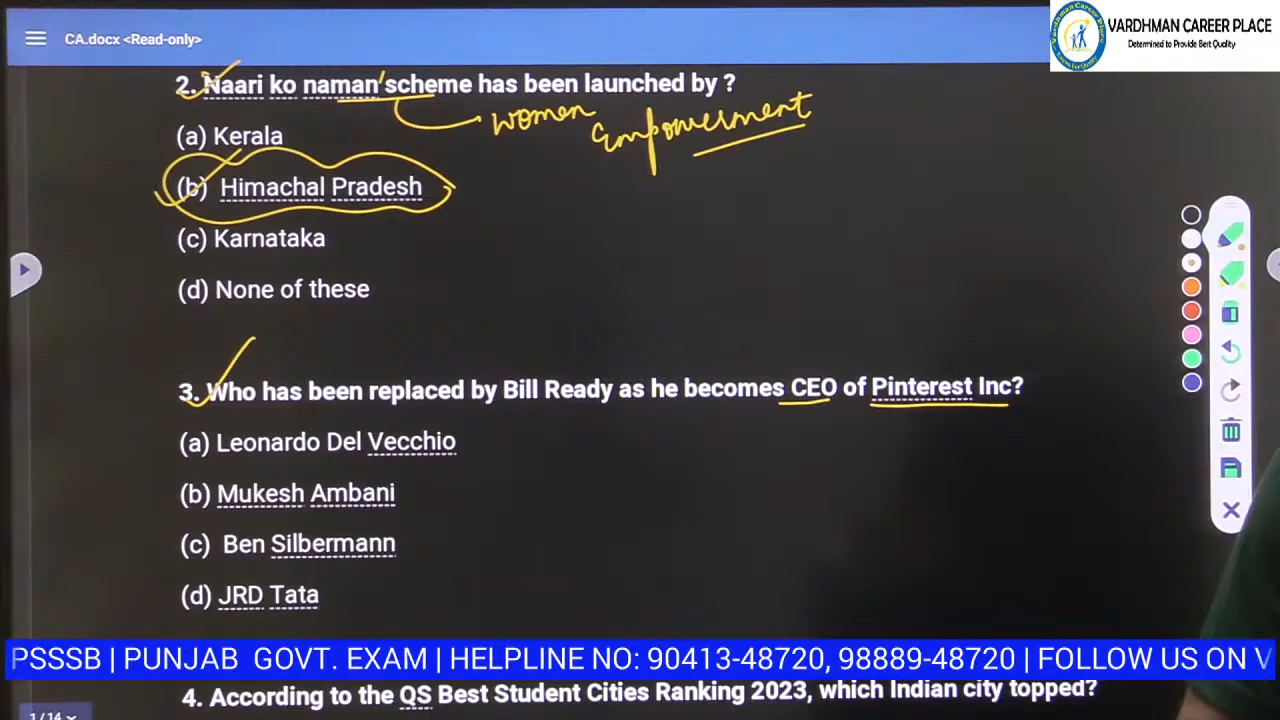 CA.docx <Read-only>
VARDHMAN CAREER PLACE
Determined to Provide Bert Quality
2. Naari ko naman'scheme has been launched by ?
women Empowerment
(a) Kerala
(b) Himachal Pradesh
(c) Karnataka
(d) None of these
3. Who has been replaced by Bill Ready as he becomes CEO of Pinterest Inc?
(a) Leonardo Del Vecchio
(b) Mukesh Ambani
(c) Ben Silbermann
(d) JRD Tata
PSSSB | PUNJAB GOVT. EXAM | HELPLINE NO: 90413-48720, 98889-48720 | FOLLOW US ON V
4. According to the QS Best Student Cities Ranking 2023, which Indian city topped?
1/14